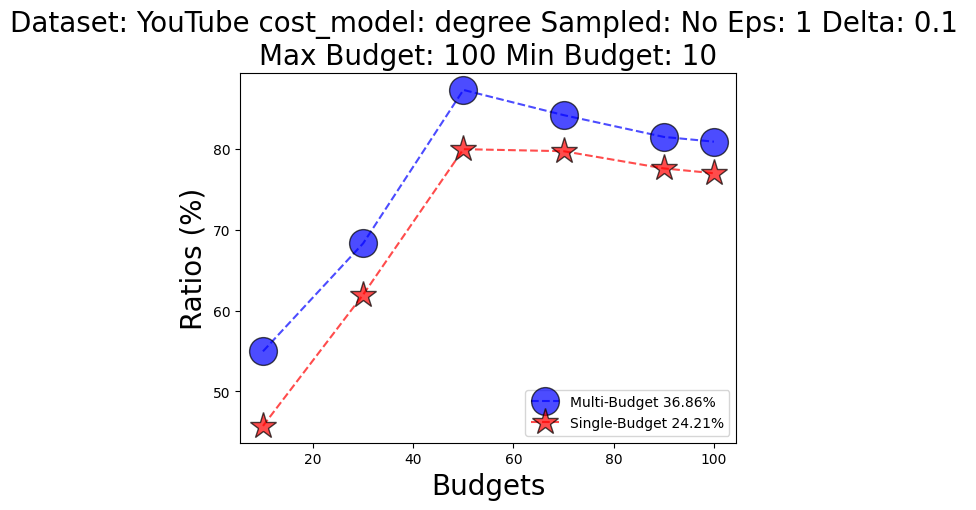 Dataset: YouTube cost_model: degree Sampled: No Eps: 1 Delta: 0.1
Max Budget: 100 Min Budget: 10
Ratios (%)
80
70
60
50
Multi-Budget 36.86%
Single-Budget 24.21%
20 40 60 80 100
Budgets